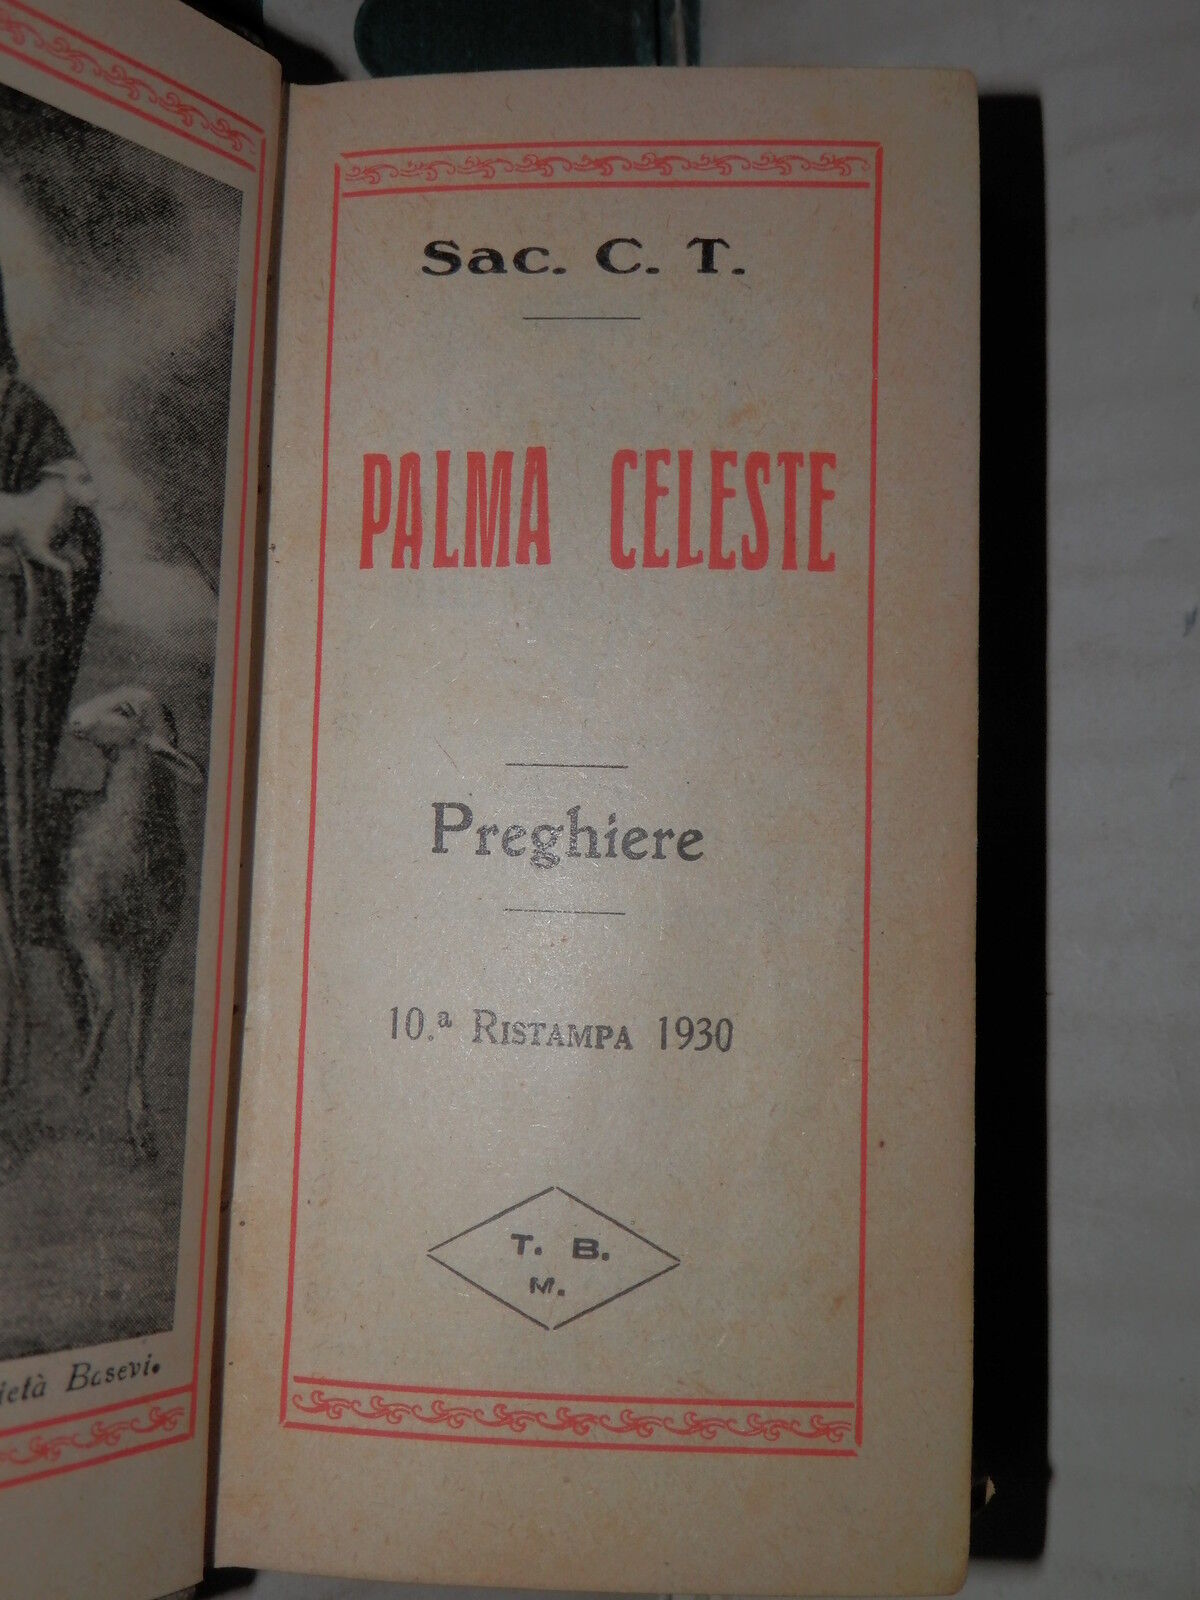 Sac. C. T.
PALMA CELESTE
Preghiere
10.ª RISTAMPA 1930
T. B.
M.
ietà Basevi.